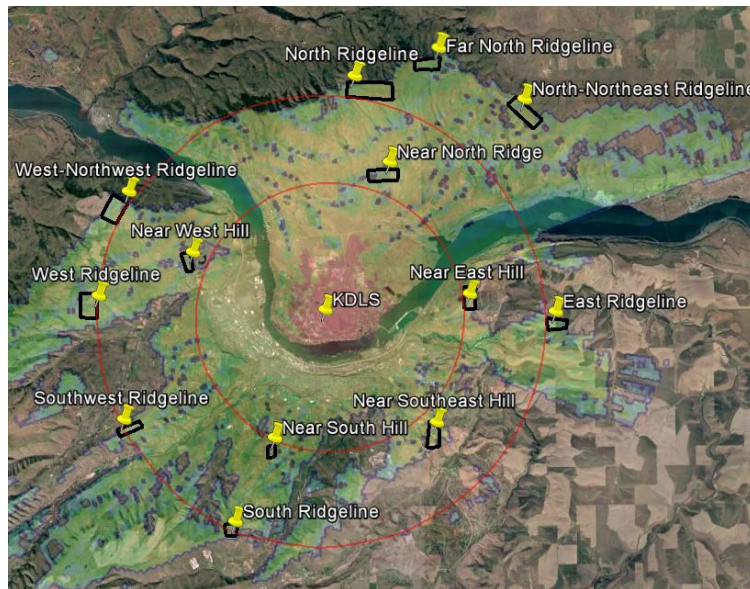 North Ridgeline
Far North Ridgeline
North-Northeast Ridgeline
Near North Ridge
West-Northwest Ridgeline
Near West Hill
West Ridgeline
KDLS
Near East Hill
East Ridgeline
Southwest Ridgeline
Near Southeast Hill
Near South Hill
South Ridgeline